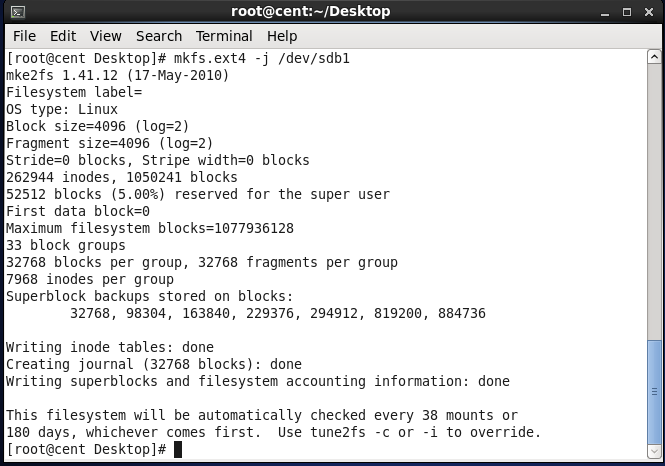 root@cent:~/Desktop
File Edit View Search Terminal Help
[root@cent Desktop]# mkfs.ext4 -j /dev/sdb1
mke2fs 1.41.12 (17-May-2010)
Filesystem label=
OS type: Linux
Block size=4096 (log=2)
Fragment size=4096 (log=2)
Stride=0 blocks, Stripe width=0 blocks
262944 inodes, 1050241 blocks
52512 blocks (5.00%) reserved for the super user
First data block=0
Maximum filesystem blocks=1077936128
33 block groups
32768 blocks per group, 32768 fragments per group
7968 inodes per group
Superblock backups stored on blocks:
        32768, 98304, 163840, 229376, 294912, 819200, 884736
Writing inode tables: done
Creating journal (32768 blocks): done
Writing superblocks and filesystem accounting information: done
This filesystem will be automatically checked every 38 mounts or
180 days, whichever comes first.  Use tune2fs -c or -i to override.
[root@cent Desktop]#